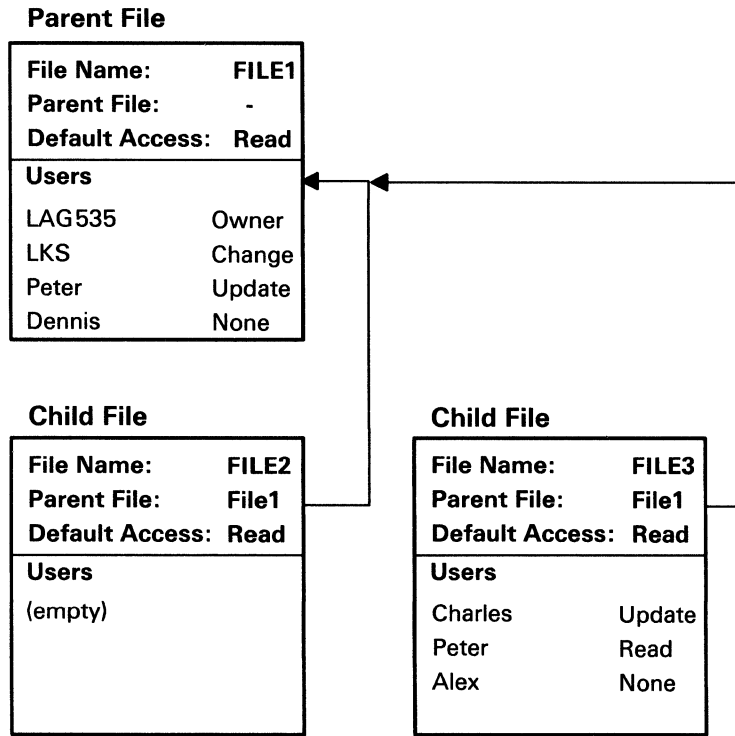 Parent File
File Name: FILE1
Parent File: -
Default Access: Read
Users
LAG535 Owner
LKS Change
Peter Update
Dennis None
Child File
File Name: FILE2
Parent File: File1
Default Access: Read
Users
(empty)
Child File
File Name: FILE3
Parent File: File1
Default Access: Read
Users
Charles Update
Peter Read
Alex None